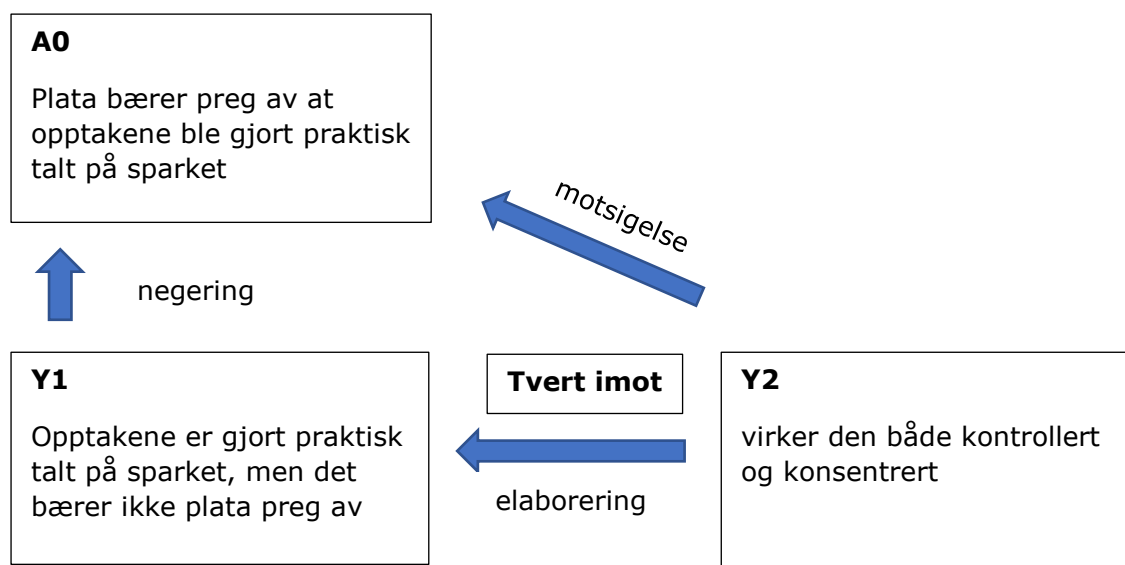 A0
Plata bærer preg av at
opptakene ble gjort praktisk
talt på sparket
motsigelse
negering
Y1
Opptakene er gjort praktisk
talt på sparket, men det
bærer ikke plata preg av
Tvert imot
elaborering
Y2
virker den både kontrollert
og konsentrert